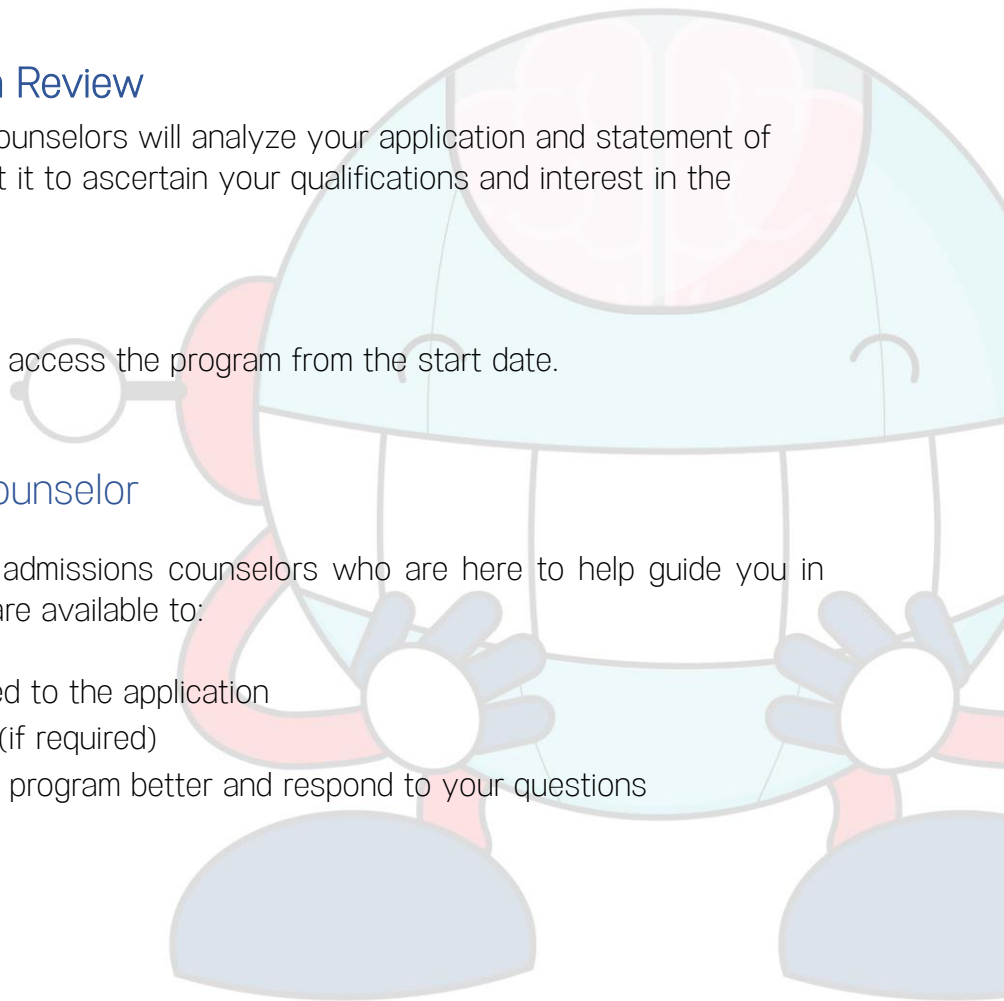 n Review
ounselors will analyze your application and statement of
t it to ascertain your qualifications and interest in the
access the program from the start date.
ounselor
admissions counselors who are here to help guide you in
are available to:
ed to the application
(if required)
program better and respond to your questions